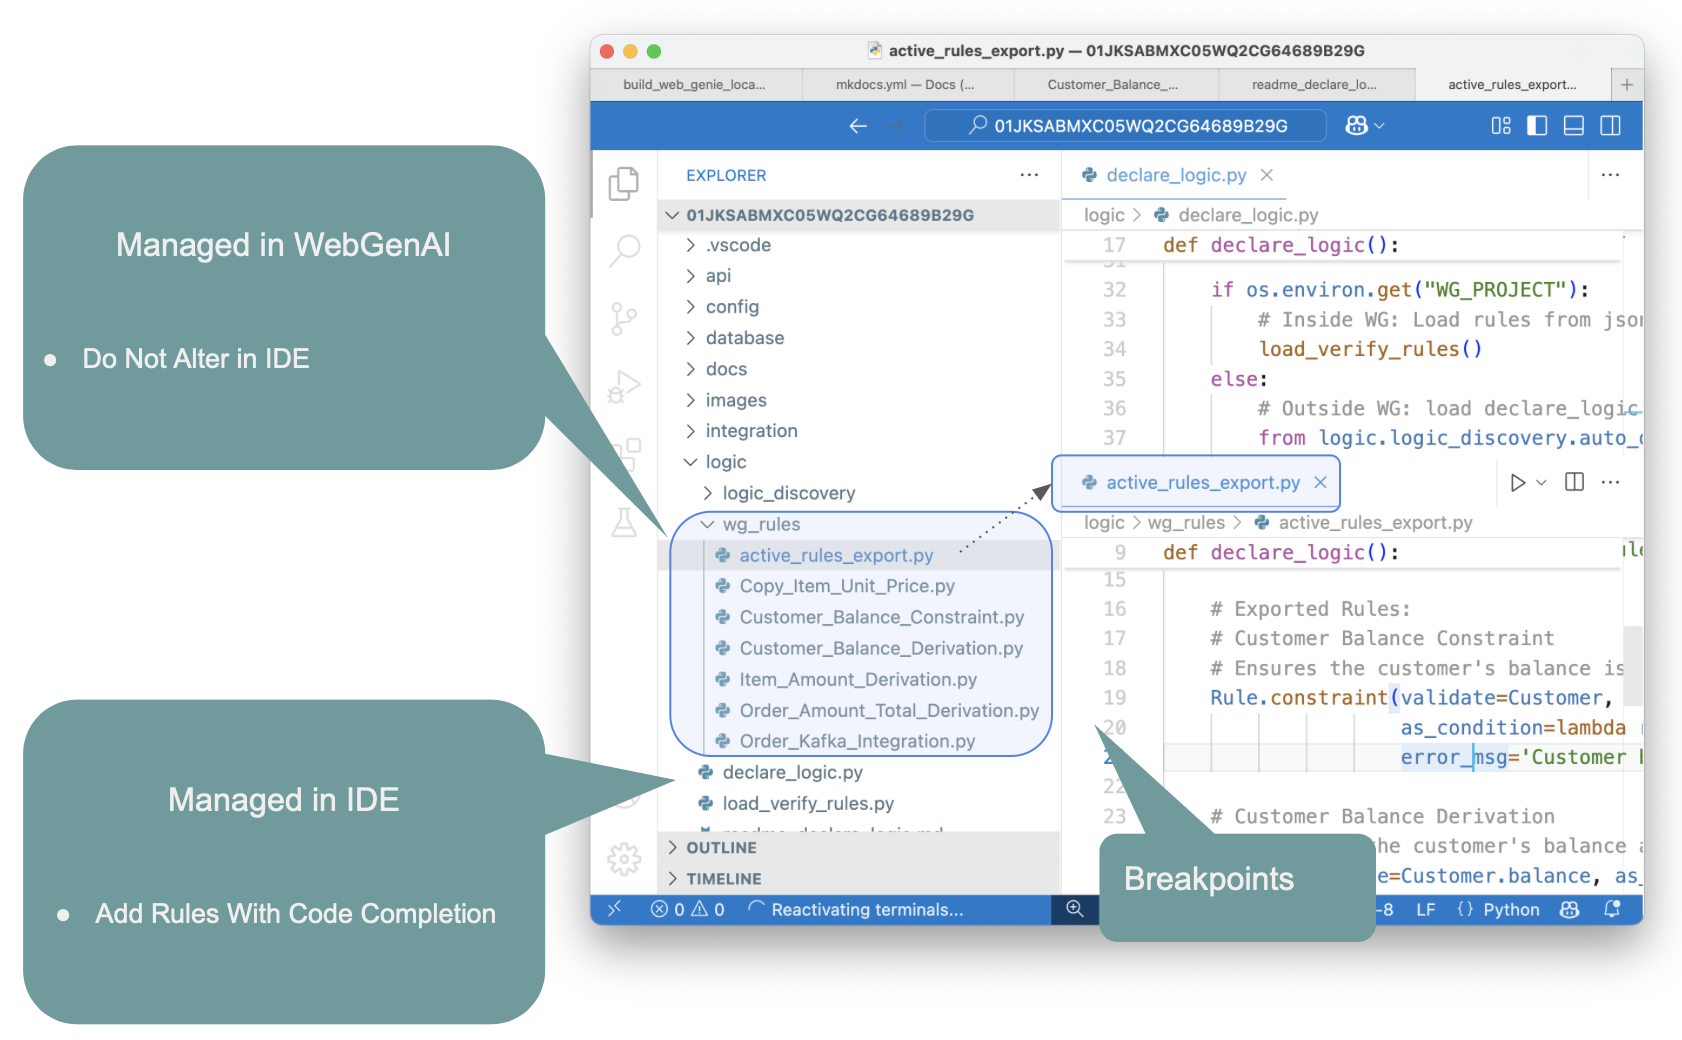 active_rules_export.py — 01JKSABMXC05WQ2CG64689B29G
build_web_genie_loca...
mkdocs.yml — Docs (...
Customer_Balance_...
readme_declare_lo...
active_rules_export...
01JKSABMXC05WQ2CG64689B29G
Managed in WebGenAI
• Do Not Alter in IDE
Managed in IDE
• Add Rules With Code Completion
EXPLORER
01JKSABMXC05WQ2CG64689B29G
.vscode
api
config
database
docs
images
integration
logic
logic_discovery
wg_rules
active_rules_export.py
Copy_Item_Unit_Price.py
Customer_Balance_Constraint.py
Customer_Balance_Derivation.py
Item_Amount_Derivation.py
Order_Amount_Total_Derivation.py
Order_Kafka_Integration.py
declare_logic.py
load_verify_rules.py
OUTLINE
TIMELINE
declare_logic.py
logic > declare_logic.py
17 def declare_logic():
31
32 if os.environ.get("WG_PROJECT"):
33 # Inside WG: Load rules from json
34 load_verify_rules()
35 else:
36 # Outside WG: load declare_logic
37 from logic.logic_discovery.auto_
active_rules_export.py
logic > wg_rules > active_rules_export.py
9 def declare_logic():
15
16 # Exported Rules:
17 # Customer Balance Constraint
18 # Ensures the customer's balance is
19 Rule.constraint(validate=Customer,
20 as_condition=lambda
error_msg='Customer
22
23 # Customer Balance Derivation
the customer's balance
e=Customer.balance, as_
Breakpoints
0 0 Reactivating terminals...
-8 LF {} Python